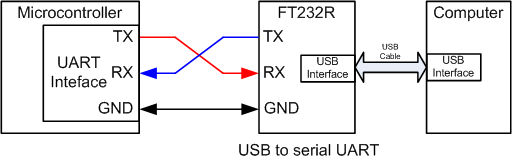 Microcontroller
FT232R
Computer
TX
TX
UART
Inteface
RX
RX
USB
Interface
USB
Cable
USB
Interface
GND
GND
USB to serial UART